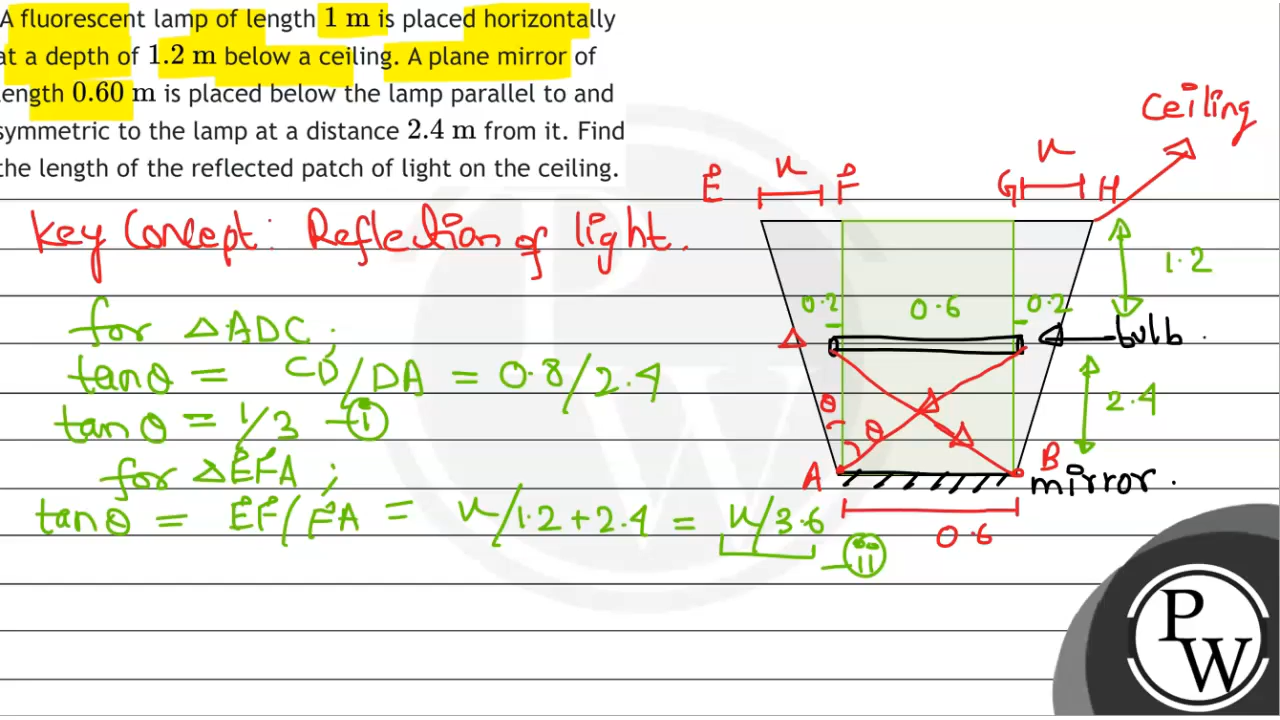 A fluorescent lamp of length 1 m is placed horizontally
at a depth of 1.2 m below a ceiling. A plane mirror of
length 0.60 m is placed below the lamp parallel to and
symmetric to the lamp at a distance 2.4 m from it. Find
the length of the reflected patch of light on the ceiling.
Ceiling
E x F G x H
Key Concept: Reflection of light.
1.2
0.2 0.6 0.2
for △ADC;
bulb.
tanθ = CD/DA = 0.8/2.4
2.4
tanθ = 1/3 - i
θ θ
for △EFA;
A B
mirror.
tanθ = EF/FA = x/1.2+2.4 = x/3.6
0.6
- ii
PW
PW